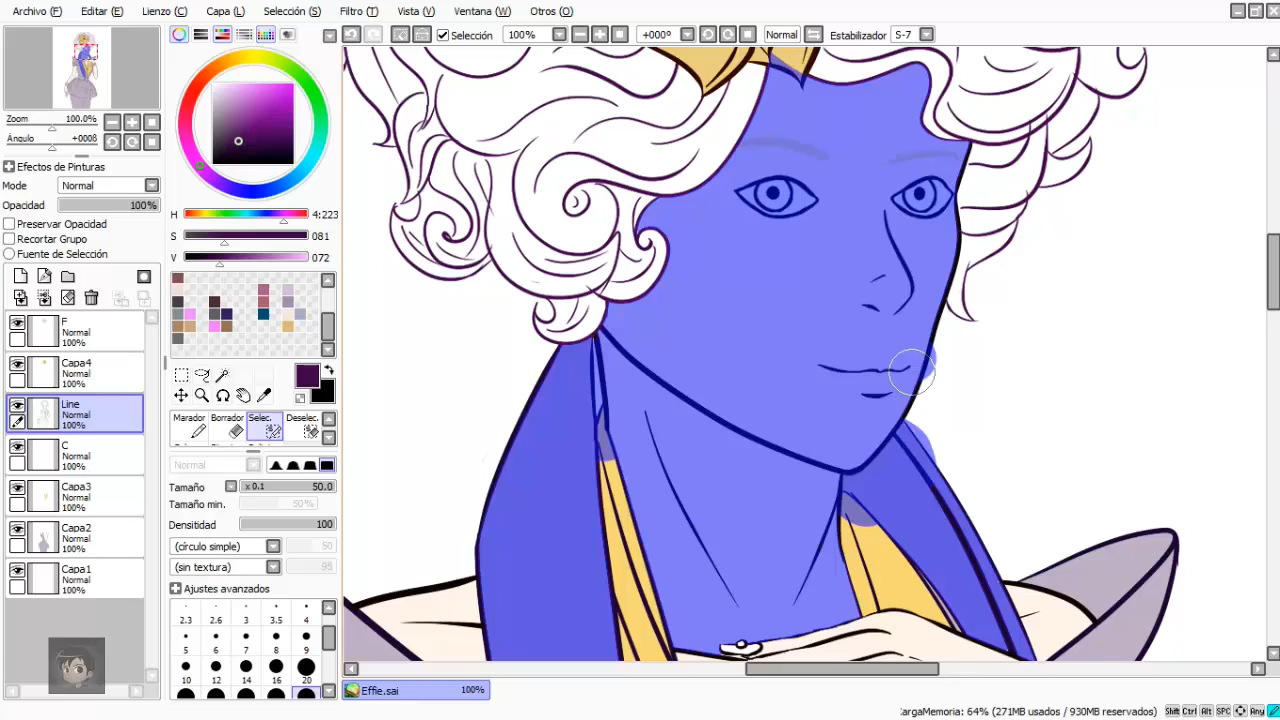 Archivo (F) Editar (E) Lienzo (C) Capa (L) Selección (S) Filtro (T) Vista (V) Ventana (W) Otros (O)
Selección 100% +000° Normal Estabilizador S-7
Zoom 100.0%
Ángulo +000ß
Efectos de Pinturas
Modo Normal
Opacidad 100%
Preservar Opacidad
Recortar Grupo
Fuente de Selección
F
Normal
100%
Capa4
Normal
100%
Line
Normal
100%
C
Normal
100%
Capa3
Normal
100%
Capa2
Normal
100%
Capa1
Normal
100%
H 4:223
S 081
V 072
Marador Borrador Selec. Deselec.
Normal
Tamaño x 0.1 50.0
Tamaño min. 50%
Densitidad 100
(círculo simple) 50
(sin textura) 95
Ajustes avanzados
2.3 2.6 3 3.5 4
5 6 7 8 9
10 12 14 16 20
Effie.sai 100%
CargaMemoria: 64% (271MB usados / 930MB reservados) Shift Ctrl Alt SPC Any